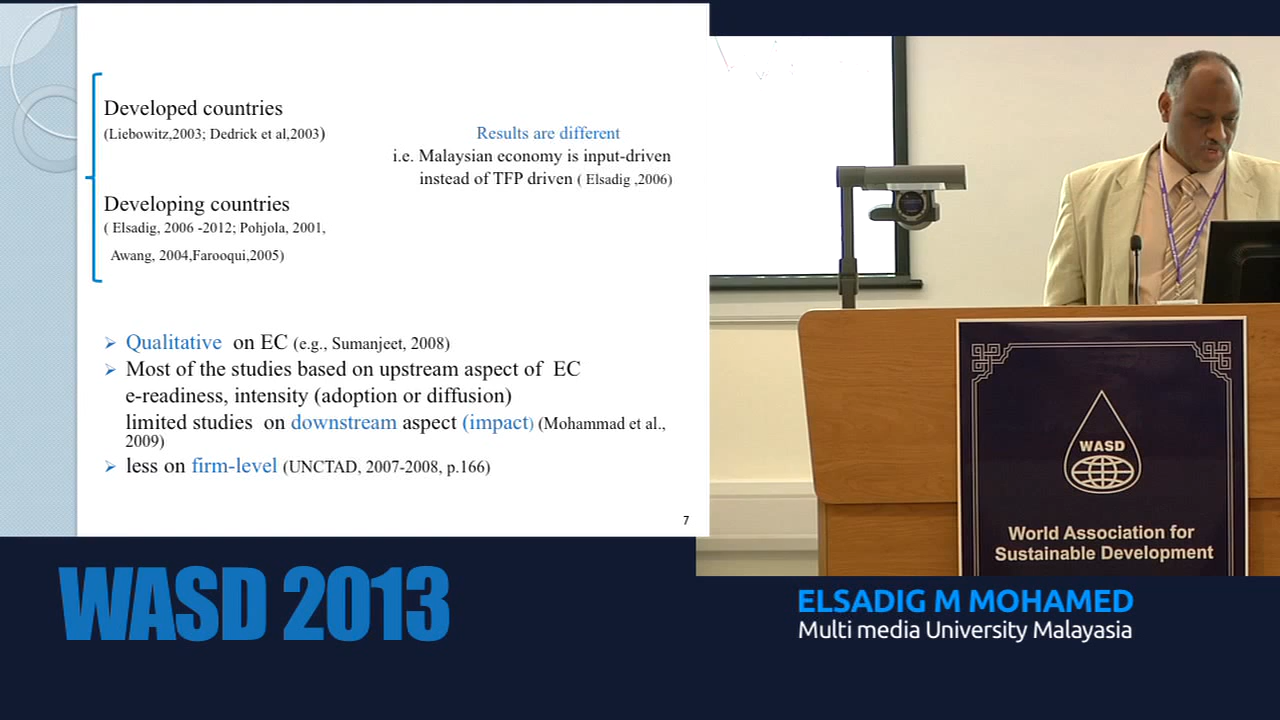 Developed countries
(Liebowitz,2003; Dedrick et al,2003)
Results are different
i.e. Malaysian economy is input-driven
instead of TFP driven ( Elsadig ,2006)
Developing countries
( Elsadig, 2006 -2012; Pohjola, 2001,
Awang, 2004,Farooqui,2005)
Qualitative on EC (e.g., Sumanjeet, 2008)
Most of the studies based on upstream aspect of EC
e-readiness, intensity (adoption or diffusion)
limited studies on downstream aspect (impact) (Mohammad et al.,
2009)
less on firm-level (UNCTAD, 2007-2008, p.166)
7
WASD
World Association for
Sustainable Development
WASD 2013
ELSADIG M MOHAMED
Multi media University Malayasia